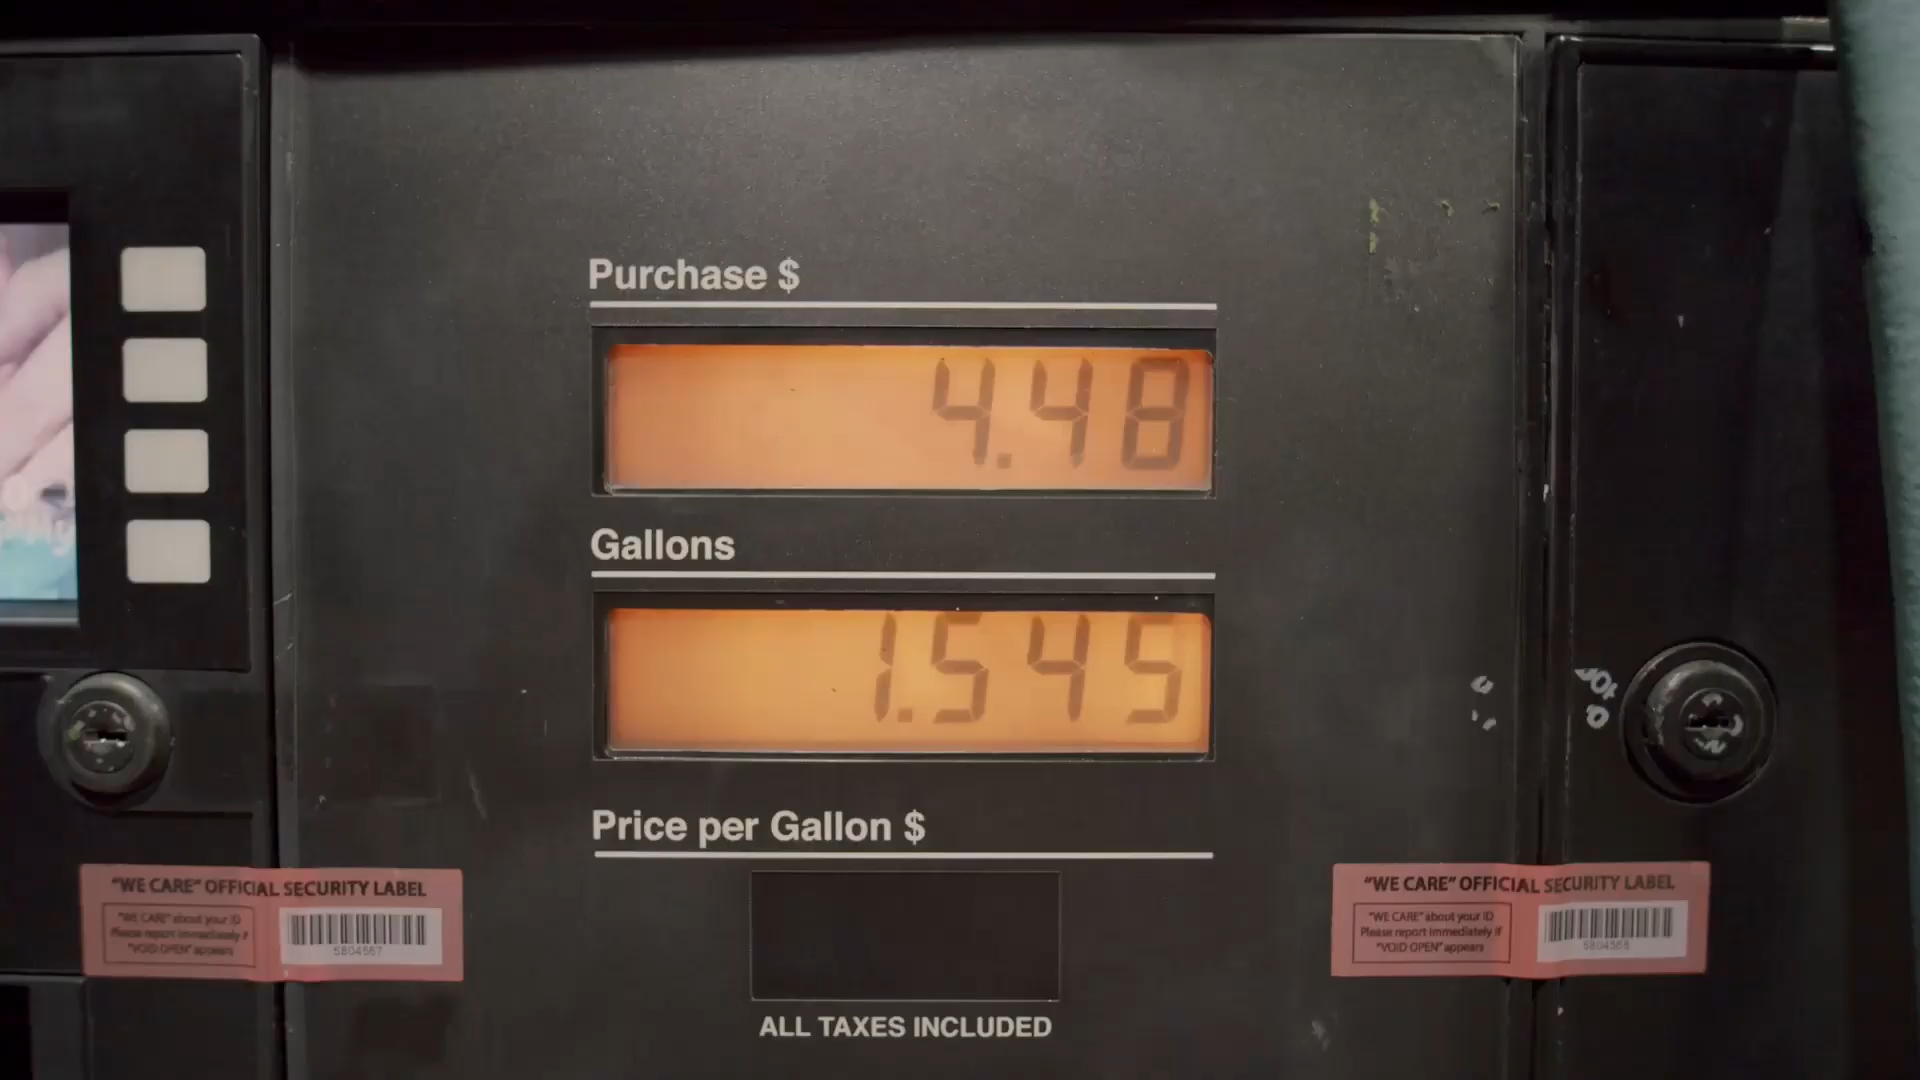 Purchase $
4.48
Gallons
1.545
Price per Gallon $
ALL TAXES INCLUDED
"WE CARE" OFFICIAL SECURITY LABEL
"WE CARE" about your ID
Please report immediately if
"VOID OPEN" appears
5804567
"WE CARE" OFFICIAL SECURITY LABEL
"WE CARE" about your ID
Please report immediately if
"VOID OPEN" appears
5804568